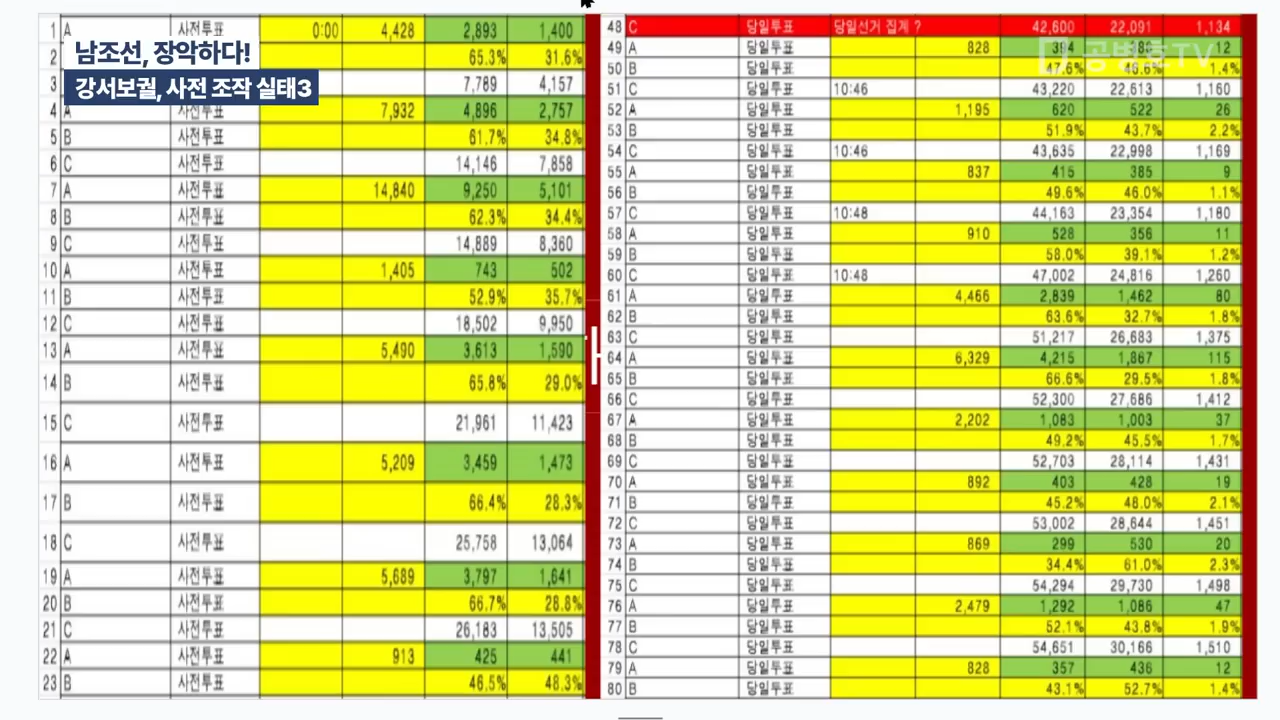 남조선, 장악하다!
강서보궐, 사전 조작 실태3
공병호TV
1 A 사전투표 0:00 4,428 2,893 1,400
2 65.3% 31.6%
3 7,789 4,157
4 A 사전투표 7,932 4,896 2,757
5 B 사전투표 61.7% 34.8%
6 C 사전투표 14,146 7,858
7 A 사전투표 14,840 9,250 5,101
8 B 사전투표 62.3% 34.4%
9 C 사전투표 14,889 8,360
10 A 사전투표 1,405 743 502
11 B 사전투표 52.9% 35.7%
12 C 사전투표 18,502 9,950
13 A 사전투표 5,490 3,613 1,590
14 B 사전투표 65.8% 29.0%
15 C 사전투표 21,961 11,423
16 A 사전투표 5,209 3,459 1,473
17 B 사전투표 66.4% 28.3%
18 C 사전투표 25,758 13,064
19 A 사전투표 5,689 3,797 1,641
20 B 사전투표 66.7% 28.8%
21 C 사전투표 26,183 13,505
22 A 사전투표 913 425 441
23 B 사전투표 46.5% 48.3%
48 C 당일투표 당일선거 집계 ? 42,600 22,091 1,134
49 A 당일투표 828 394 12
50 B 당일투표 47.6% 46.6% 1.4%
51 C 당일투표 10:46 43,220 22,613 1,160
52 A 당일투표 1,195 620 522 26
53 B 당일투표 51.9% 43.7% 2.2%
54 C 당일투표 10:46 43,635 22,998 1,169
55 A 당일투표 837 415 385 9
56 B 당일투표 49.6% 46.0% 1.1%
57 C 당일투표 10:48 44,163 23,354 1,180
58 A 당일투표 910 528 356 11
59 B 당일투표 58.0% 39.1% 1.2%
60 C 당일투표 10:48 47,002 24,816 1,260
61 A 당일투표 4,466 2,839 1,462 80
62 B 당일투표 63.6% 32.7% 1.8%
63 C 당일투표 51,217 26,683 1,375
64 A 당일투표 6,329 4,215 1,867 115
65 B 당일투표 66.6% 29.5% 1.8%
66 C 당일투표 52,300 27,686 1,412
67 A 당일투표 2,202 1,083 1,003 37
68 B 당일투표 49.2% 45.5% 1.7%
69 C 당일투표 52,703 28,114 1,431
70 A 당일투표 892 403 428 19
71 B 당일투표 45.2% 48.0% 2.1%
72 C 당일투표 53,002 28,644 1,451
73 A 당일투표 869 299 530 20
74 B 당일투표 34.4% 61.0% 2.3%
75 C 당일투표 54,294 29,730 1,498
76 A 당일투표 2,479 1,292 1,086 47
77 B 당일투표 52.1% 43.8% 1.9%
78 C 당일투표 54,651 30,166 1,510
79 A 당일투표 828 357 436 12
80 B 당일투표 43.1% 52.7% 1.4%